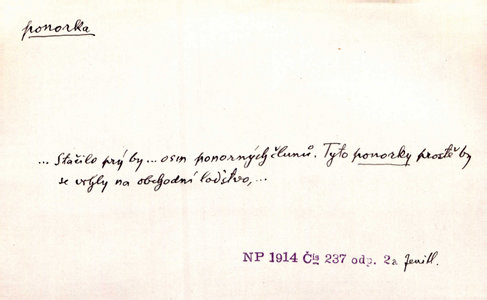 ponorka
... Stačilo prý by ... osm ponorných člunů. Tyto ponorky prostě by
se vrhly na obchodní loďstvo, ...
NP 1914 Čís 237 odp. 2a